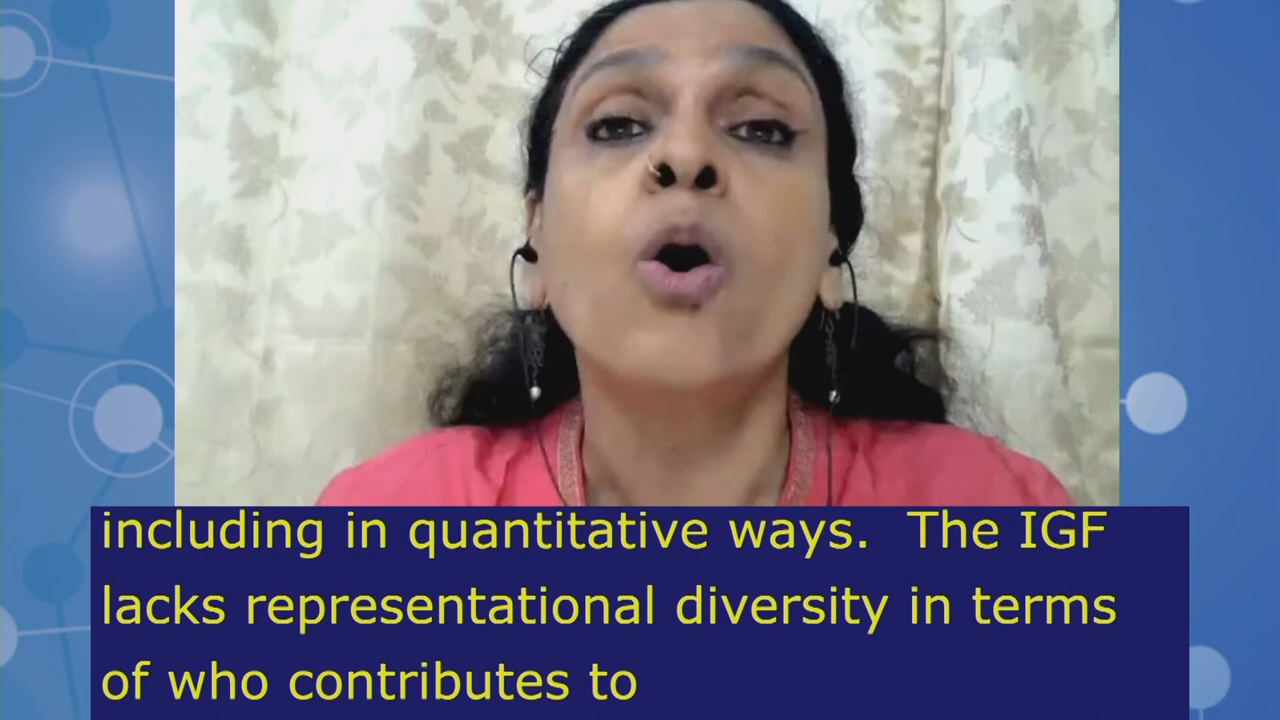 including in quantitative ways.  The IGF
lacks representational diversity in terms
of who contributes to